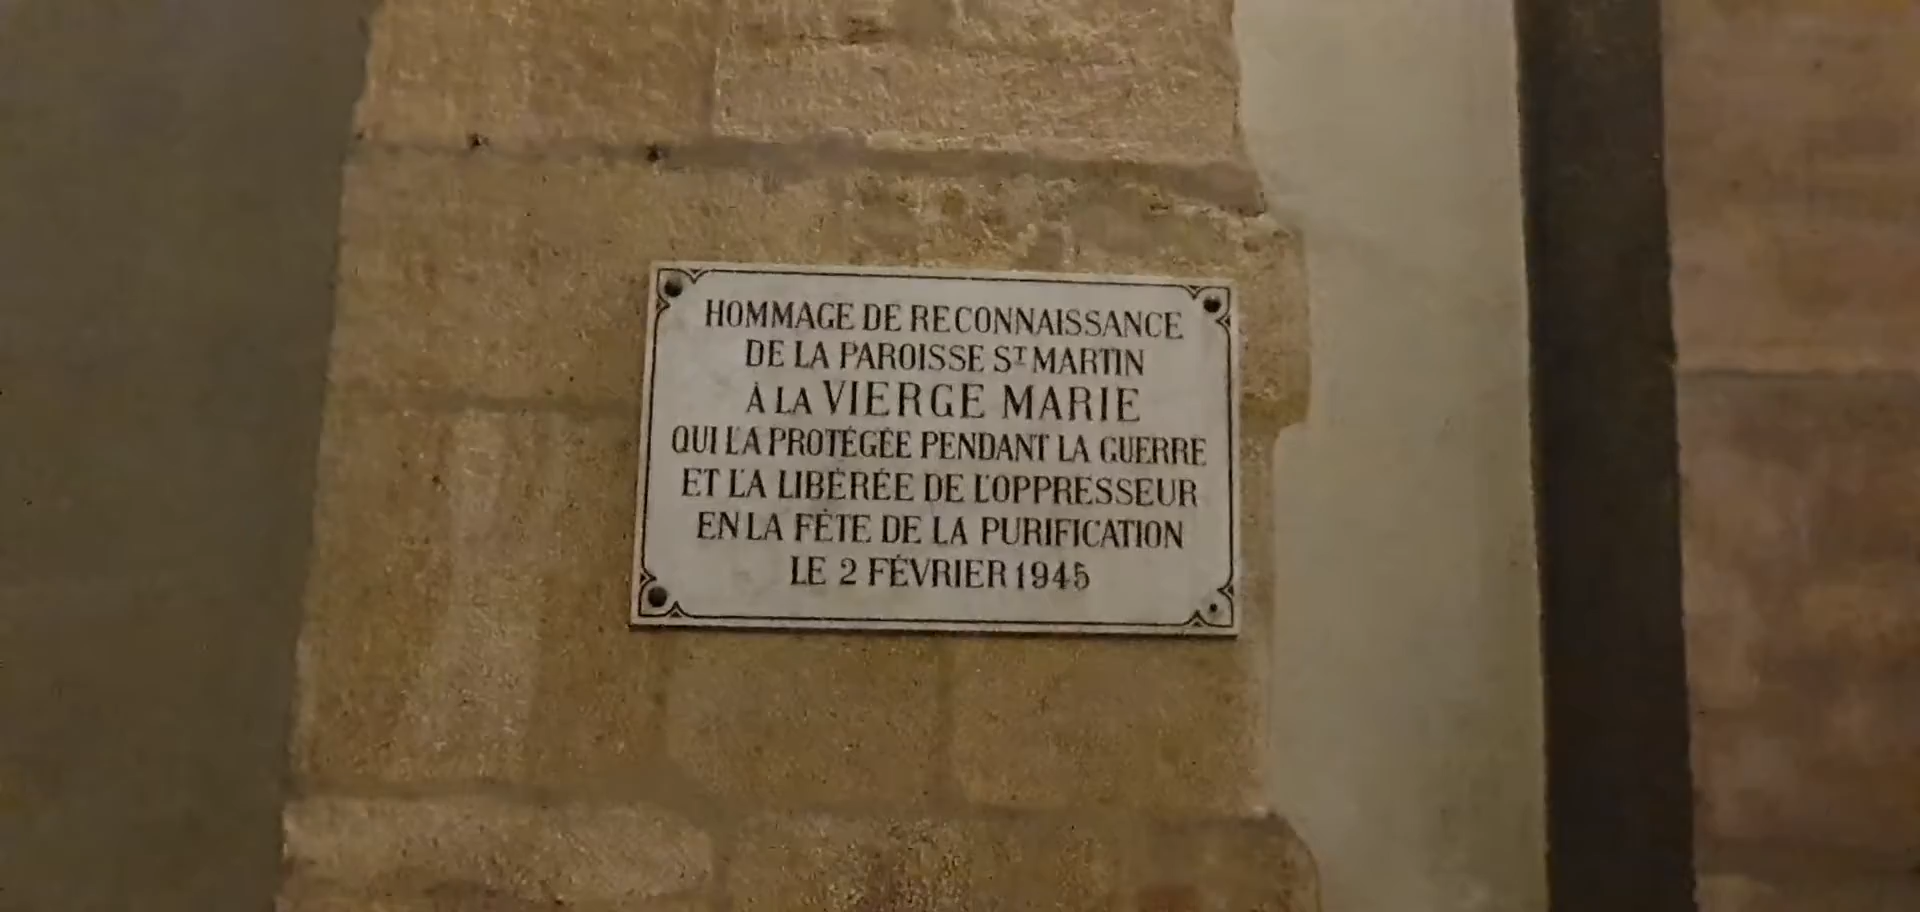 HOMMAGE DE RECONNAISSANCE
DE LA PAROISSE ST MARTIN
À LA VIERGE MARIE
QUI L'A PROTÉGÉE PENDANT LA GUERRE
ET L'A LIBÉRÉE DE L'OPPRESSEUR
EN LA FÊTE DE LA PURIFICATION
LE 2 FÉVRIER 1945